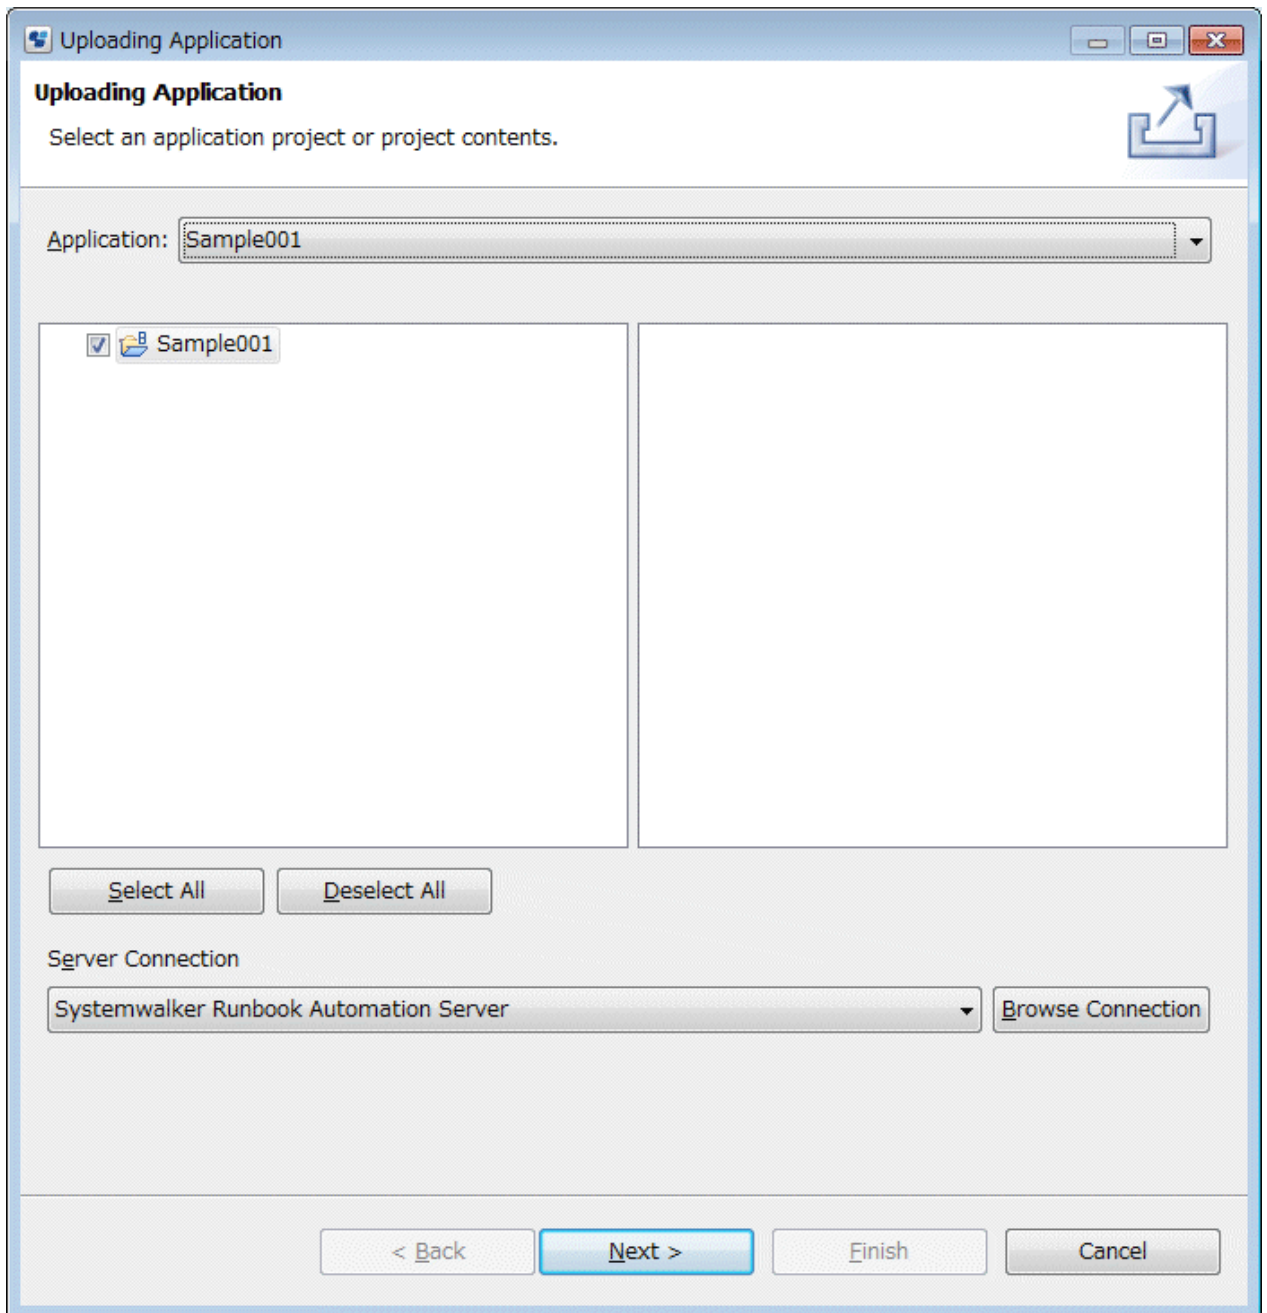 Uploading Application
Uploading Application
Select an application project or project contents.
Application: Sample001
Sample001
Select All Deselect All
Server Connection
Systemwalker Runbook Automation Server Browse Connection
< Back Next > Finish Cancel